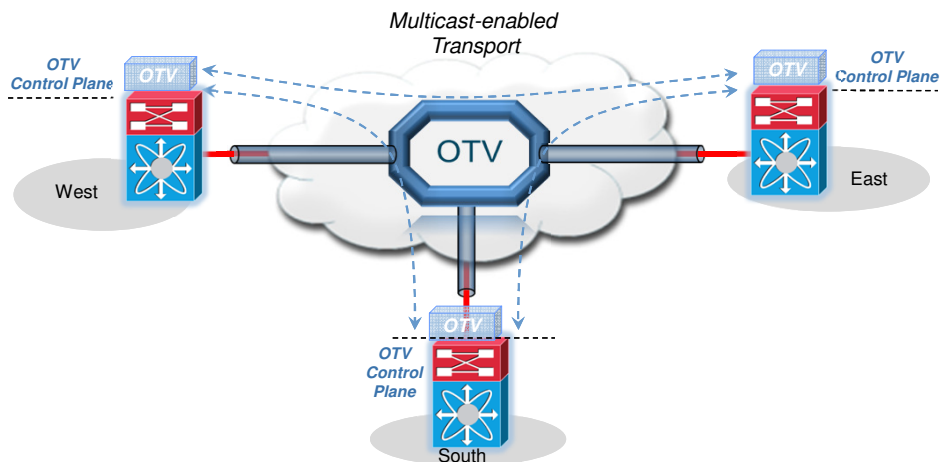 Multicast-enabled
Transport
OTV
Control Plane
OTV
OTV
OTV
Control Plane
OTV
West
East
OTV
OTV
Control
Plane
South